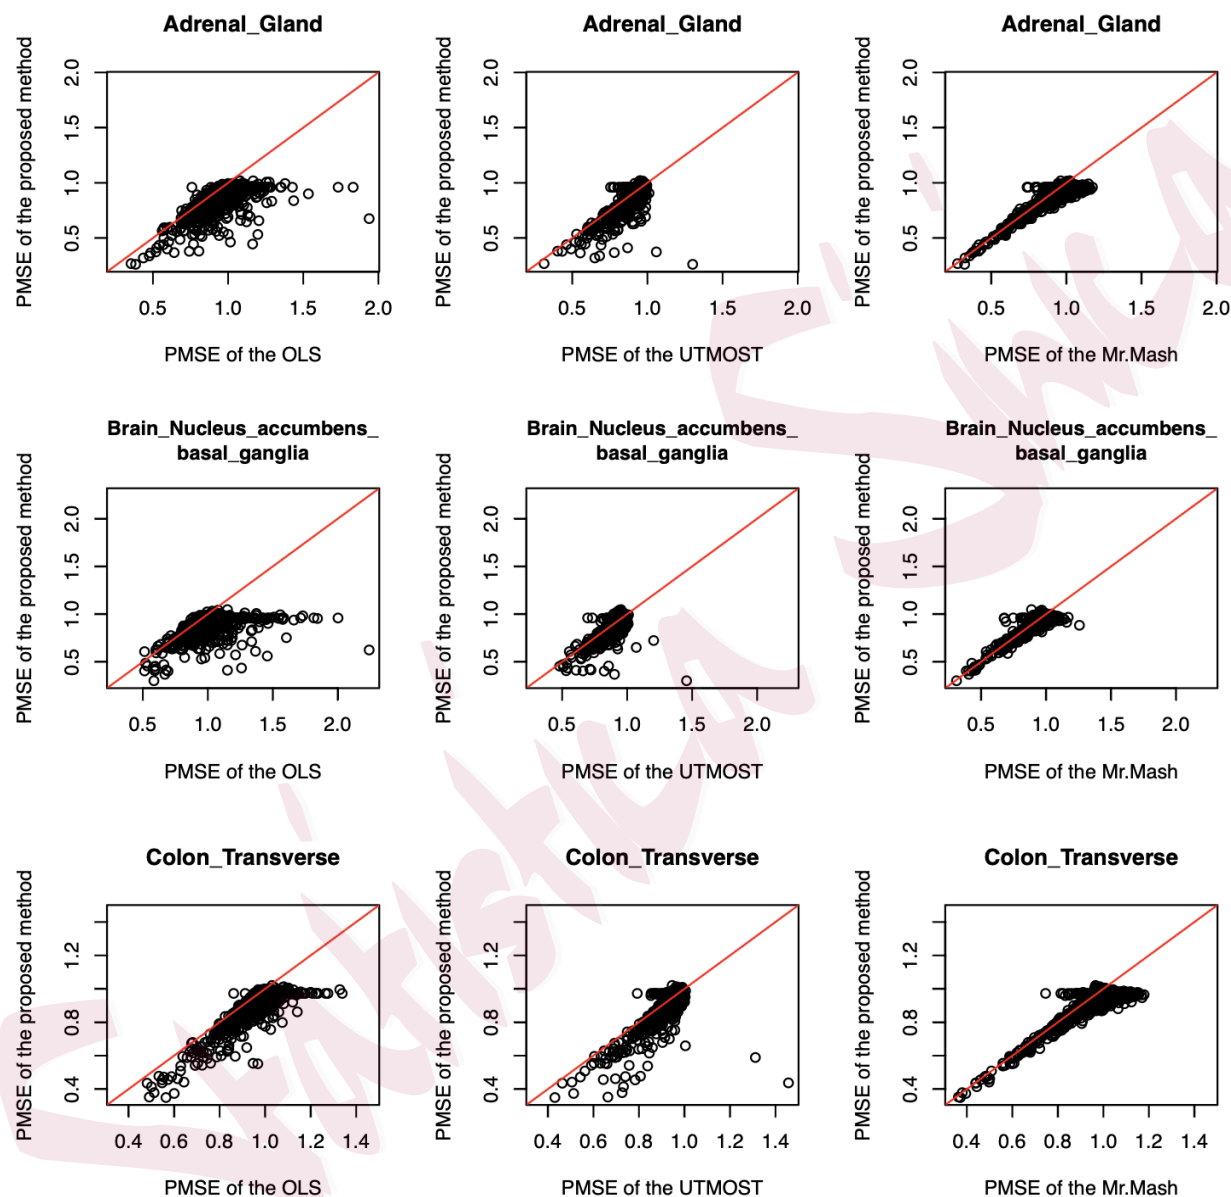 Adrenal_Gland
PMSE of the proposed method
2.0
1.5
1.0
0.5
0.5 1.0 1.5 2.0
PMSE of the OLS
Adrenal_Gland
PMSE of the proposed method
2.0
1.5
1.0
0.5
0.5 1.0 1.5 2.0
PMSE of the UTMOST
Adrenal_Gland
PMSE of the proposed method
2.0
1.5
1.0
0.5
0.5 1.0 1.5 2.0
PMSE of the Mr.Mash
Brain_Nucleus_accumbens_
basal_ganglia
PMSE of the proposed method
2.0
1.5
1.0
0.5
0.5 1.0 1.5 2.0
PMSE of the OLS
Brain_Nucleus_accumbens_
basal_ganglia
PMSE of the proposed method
2.0
1.5
1.0
0.5
0.5 1.0 1.5 2.0
PMSE of the UTMOST
Brain_Nucleus_accumbens_
basal_ganglia
PMSE of the proposed method
2.0
1.5
1.0
0.5
0.5 1.0 1.5 2.0
PMSE of the Mr.Mash
Colon_Transverse
PMSE of the proposed method
1.2
0.8
0.4
0.4 0.6 0.8 1.0 1.2 1.4
PMSE of the OLS
Colon_Transverse
PMSE of the proposed method
1.2
0.8
0.4
0.4 0.6 0.8 1.0 1.2 1.4
PMSE of the UTMOST
Colon_Transverse
PMSE of the proposed method
1.2
0.8
0.4
0.4 0.6 0.8 1.0 1.2 1.4
PMSE of the Mr.Mash
Statistica Sinica